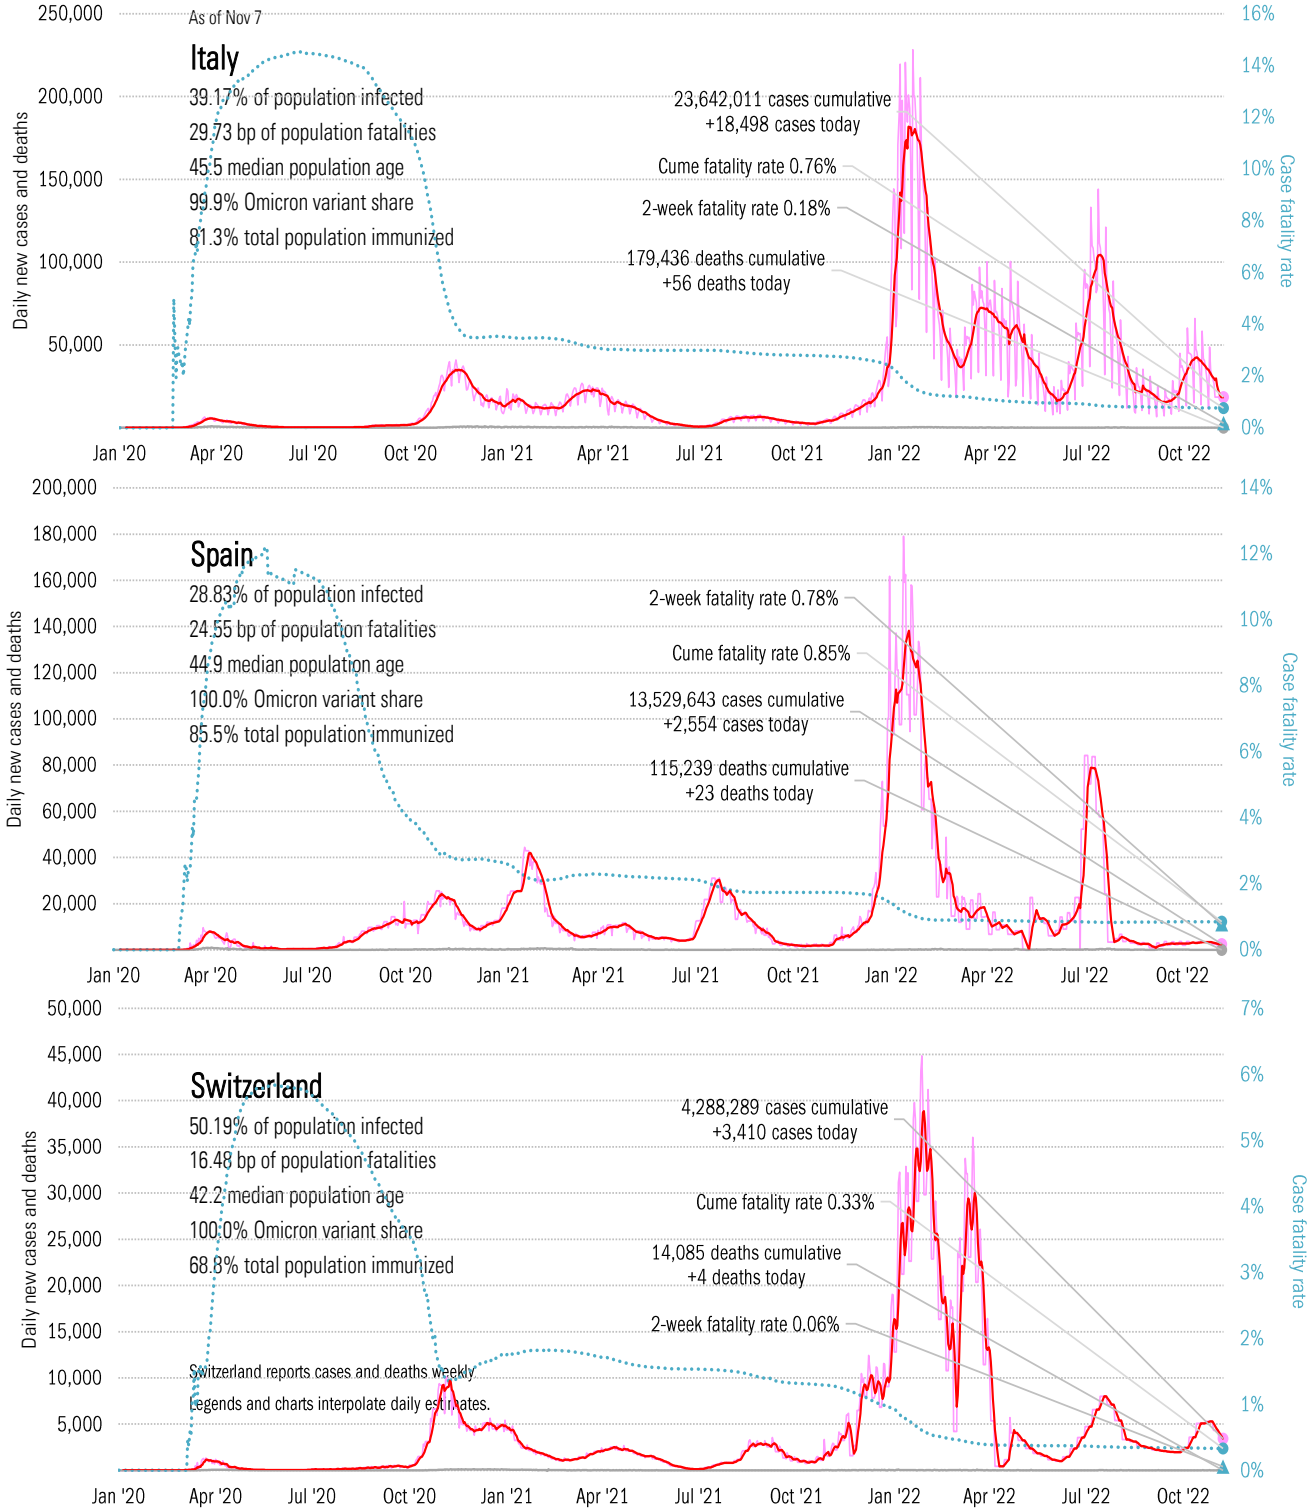 As of Nov 7
Italy
39.17% of population infected
29.73 bp of population fatalities
45.5 median population age
99.9% Omicron variant share
81.3% total population immunized
23,642,011 cases cumulative
+18,498 cases today
Cume fatality rate 0.76%
2-week fatality rate 0.18%
179,436 deaths cumulative
+56 deaths today
Daily new cases and deaths
250,000
200,000
150,000
100,000
50,000
Case fatality rate
16%
14%
12%
10%
8%
6%
4%
2%
0%
Jan '20 Apr '20 Jul '20 Oct '20 Jan '21 Apr '21 Jul '21 Oct '21 Jan '22 Apr '22 Jul '22 Oct '22
Spain
28.83% of population infected
24.55 bp of population fatalities
44.9 median population age
100.0% Omicron variant share
85.5% total population immunized
2-week fatality rate 0.78%
Cume fatality rate 0.85%
13,529,643 cases cumulative
+2,554 cases today
115,239 deaths cumulative
+23 deaths today
Daily new cases and deaths
200,000
180,000
160,000
140,000
120,000
100,000
80,000
60,000
40,000
20,000
Case fatality rate
14%
12%
10%
8%
6%
4%
2%
0%
Jan '20 Apr '20 Jul '20 Oct '20 Jan '21 Apr '21 Jul '21 Oct '21 Jan '22 Apr '22 Jul '22 Oct '22
Switzerland
50.19% of population infected
16.48 bp of population fatalities
42.2 median population age
100.0% Omicron variant share
68.8% total population immunized
Switzerland reports cases and deaths weekly.
Legends and charts interpolate daily estimates.
4,288,289 cases cumulative
+3,410 cases today
Cume fatality rate 0.33%
14,085 deaths cumulative
+4 deaths today
2-week fatality rate 0.06%
Daily new cases and deaths
50,000
45,000
40,000
35,000
30,000
25,000
20,000
15,000
10,000
5,000
Case fatality rate
7%
6%
5%
4%
3%
2%
1%
0%
Jan '20 Apr '20 Jul '20 Oct '20 Jan '21 Apr '21 Jul '21 Oct '21 Jan '22 Apr '22 Jul '22 Oct '22